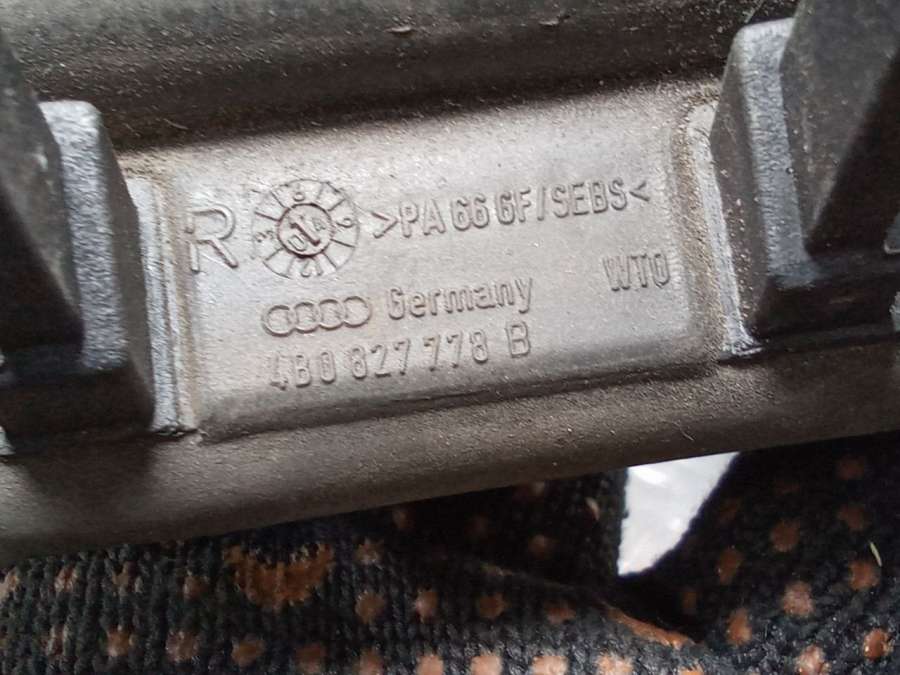 R >PA 66 GF/SEBS<
Germany WTO
4B0 827 778 B